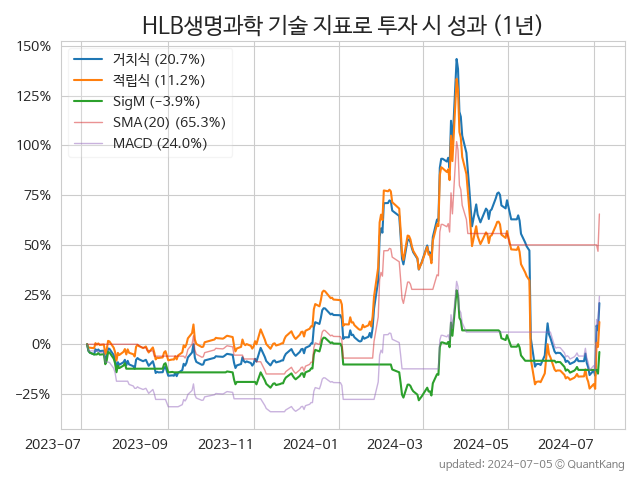 HLB생명과학 기술 지표로 투자 시 성과 (1년)
거치식 (20.7%)
적립식 (11.2%)
SigM (−3.9%)
SMA(20) (65.3%)
MACD (24.0%)
150%
125%
100%
75%
50%
25%
0%
−25%
2023-07
2023-09
2023-11
2024-01
2024-03
2024-05
2024-07
updated: 2024-07-05 © QuantKang